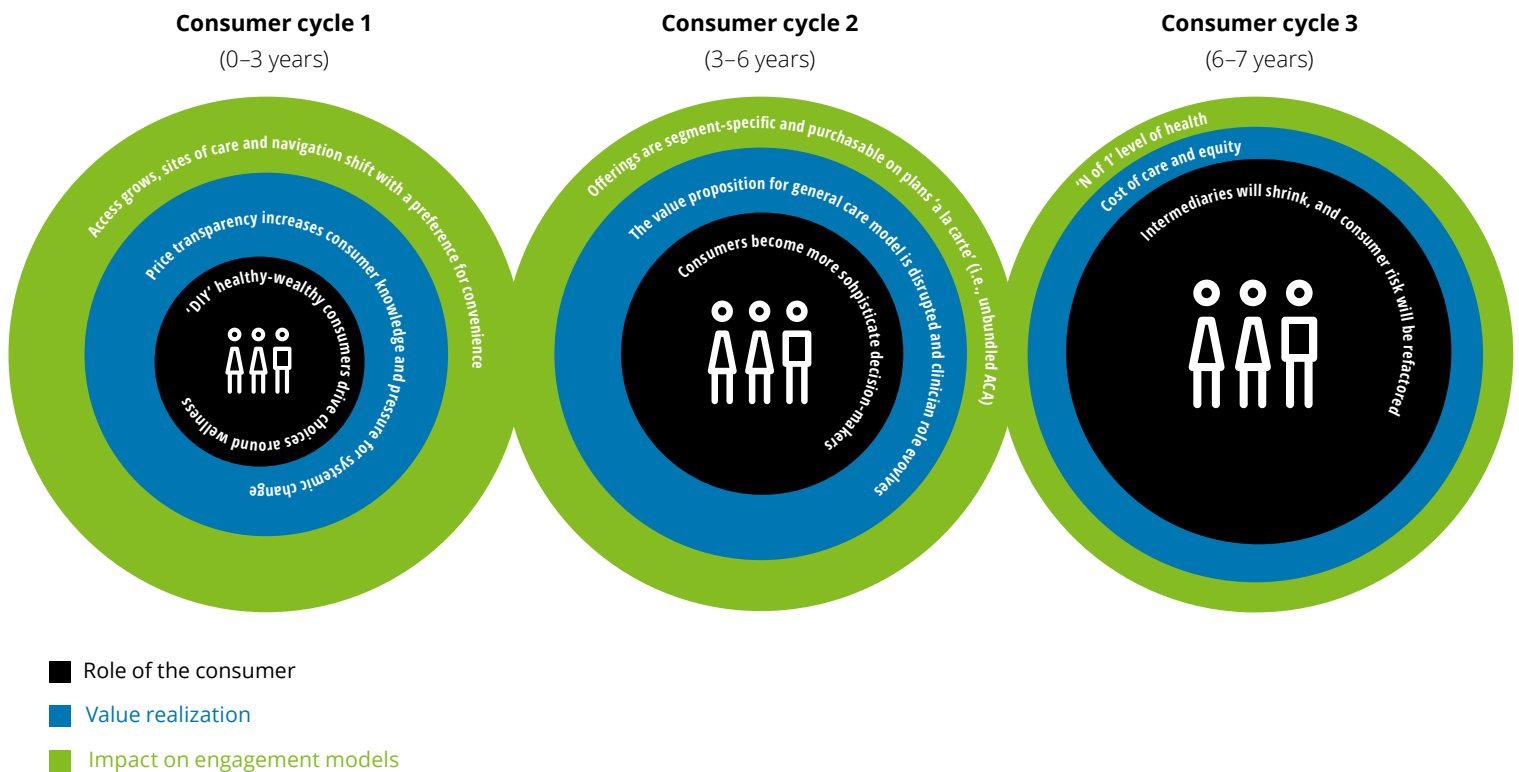 Consumer cycle 1
(0–3 years)
Access grows, sites of care and navigation shift with a preference for convenience
Price transparency increases consumer knowledge and pressure for systemic change
‘DIY’ healthy-wealthy consumers drive choices around wellness
Consumer cycle 2
(3–6 years)
Offerings are segment-specific and purchasable on plans ‘a la carte’ (i.e., unbundled ACA)
The value proposition for general care model is disrupted and clinician role evovlves
Consumers become more sohpisticate decision-makers
Consumer cycle 3
(6–7 years)
‘N of 1’ level of health
Cost of care and equity
Intermediaries will shrink, and consumer risk will be refactored
Role of the consumer
Value realization
Impact on engagement models